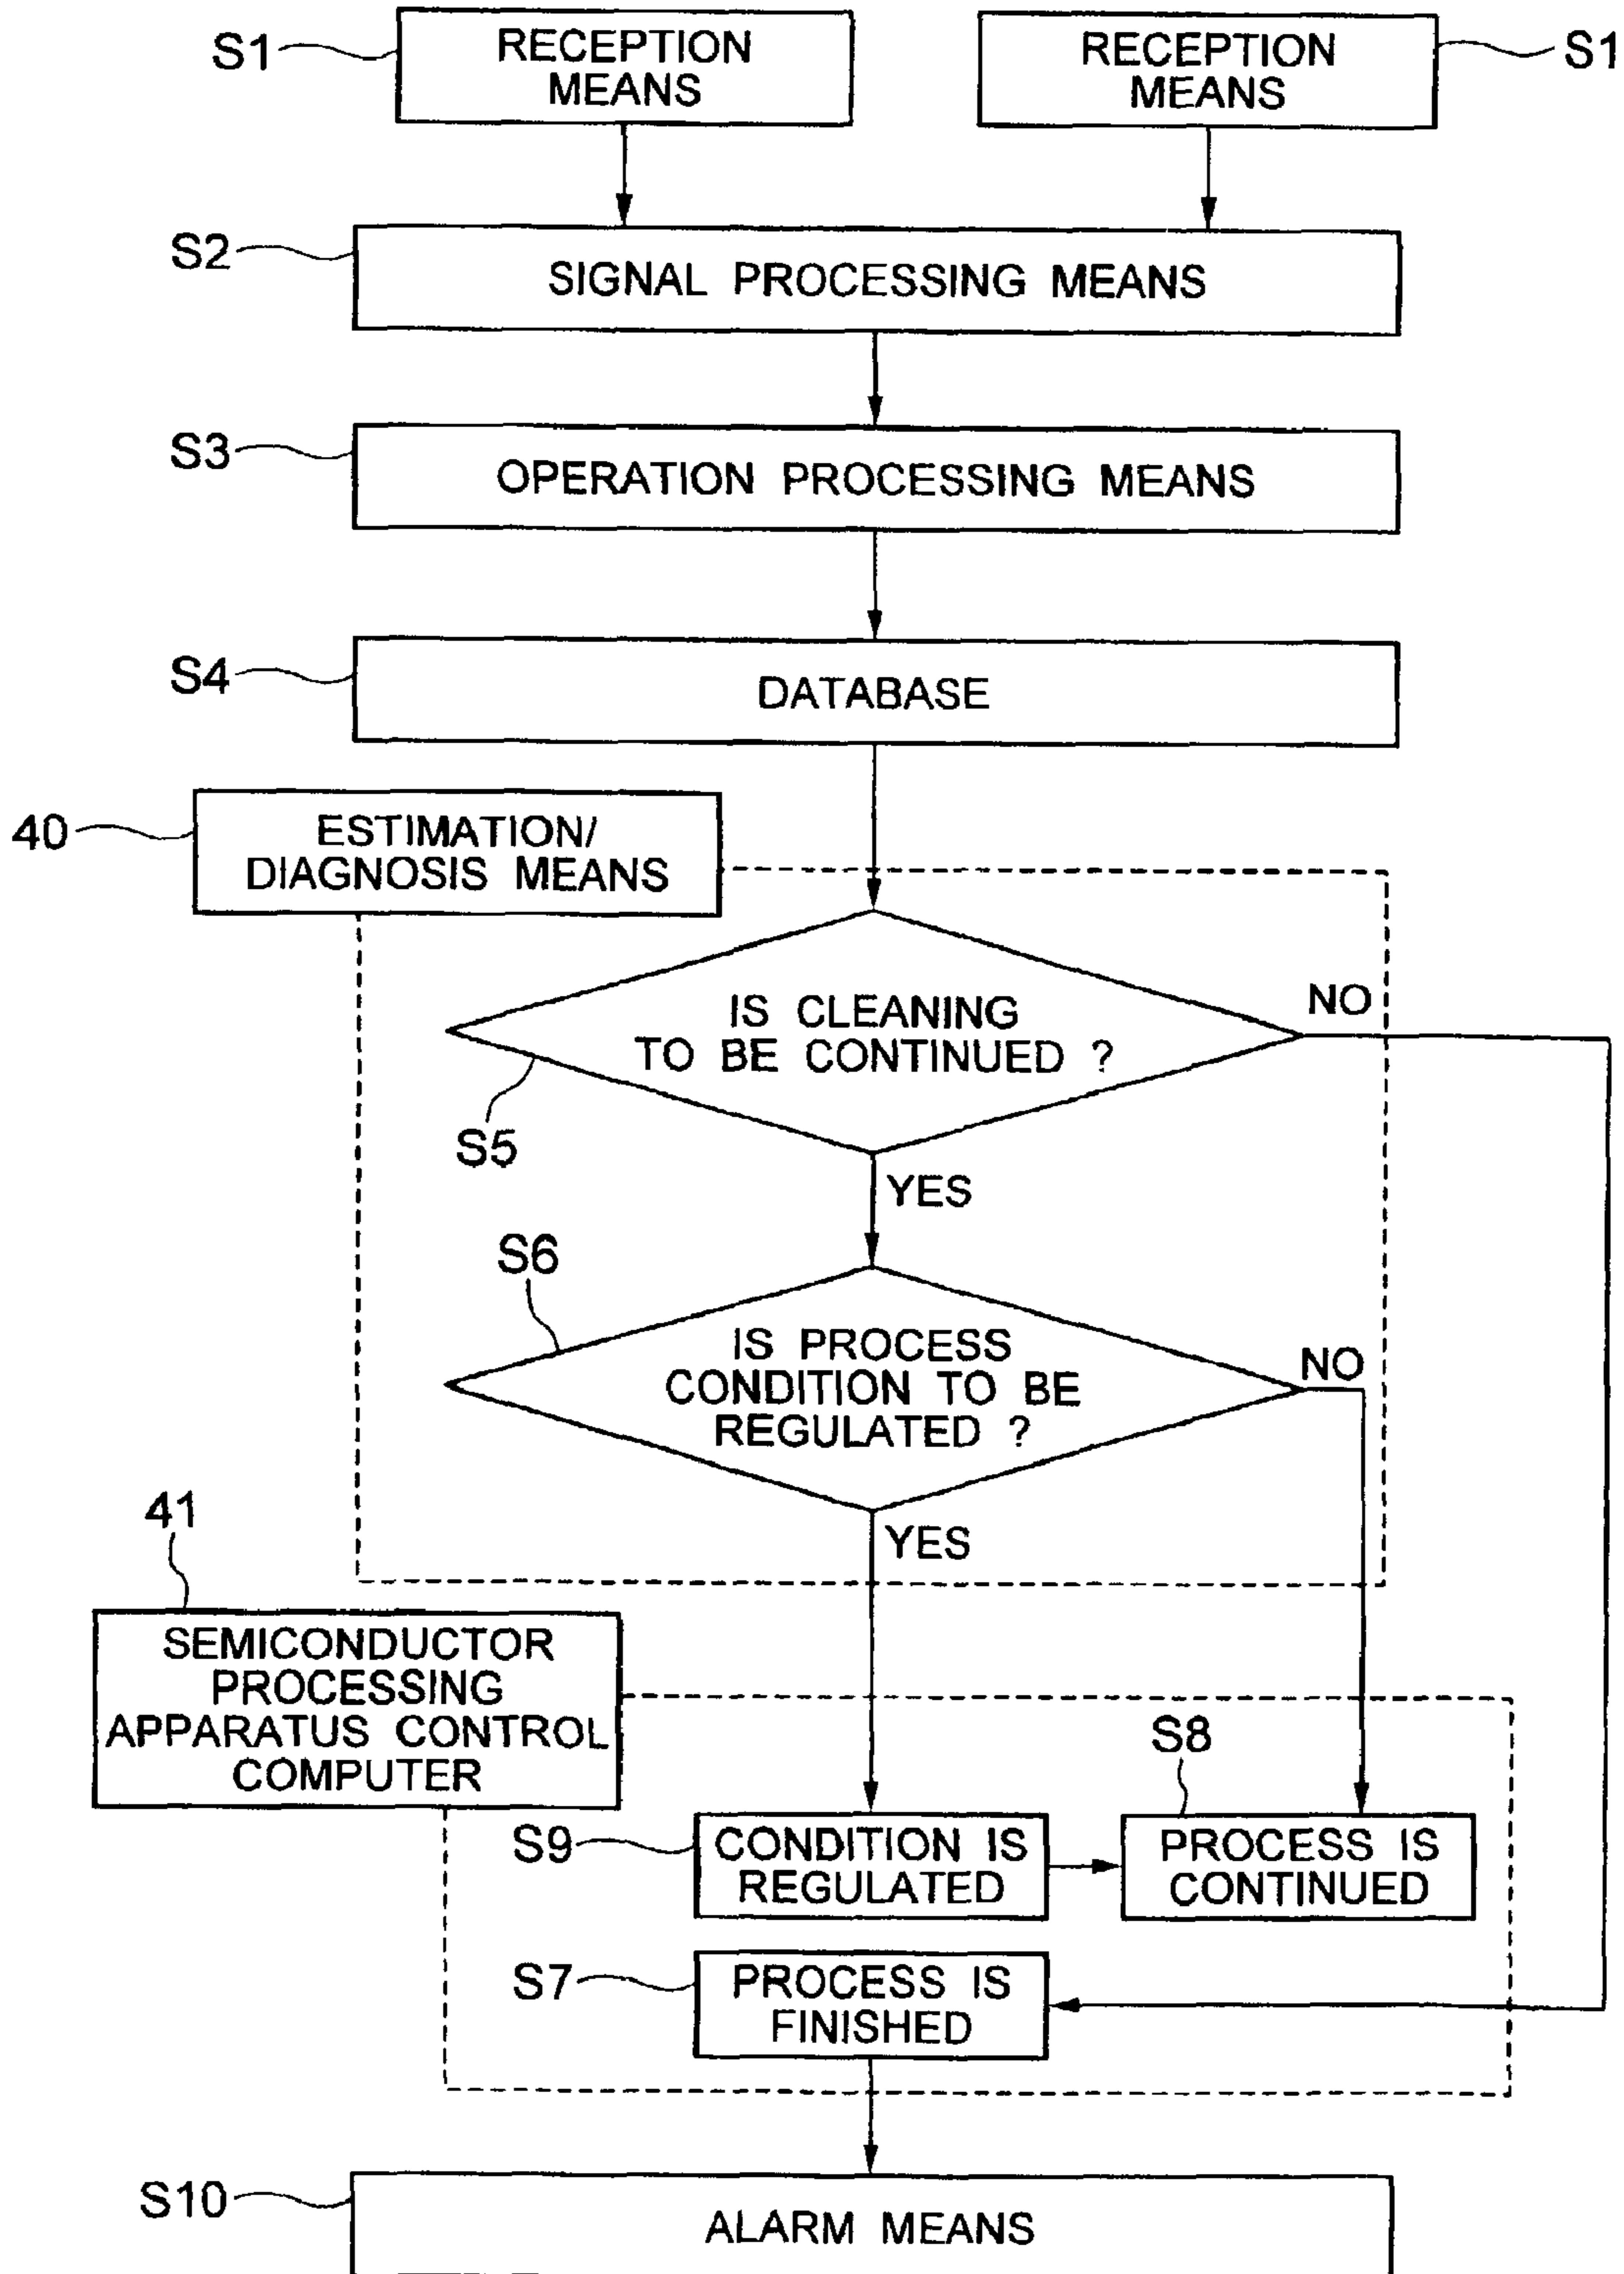 S1
RECEPTION
MEANS
RECEPTION
MEANS
S1
S2
SIGNAL PROCESSING MEANS
S3
OPERATION PROCESSING MEANS
S4
DATABASE
40
ESTIMATION/
DIAGNOSIS MEANS
IS CLEANING
TO BE CONTINUED ?
NO
S5
YES
S6
IS PROCESS
CONDITION TO BE
REGULATED ?
NO
YES
41
SEMICONDUCTOR
PROCESSING
APPARATUS CONTROL
COMPUTER
S9
CONDITION IS
REGULATED
S8
PROCESS IS
CONTINUED
S7
PROCESS IS
FINISHED
S10
ALARM MEANS